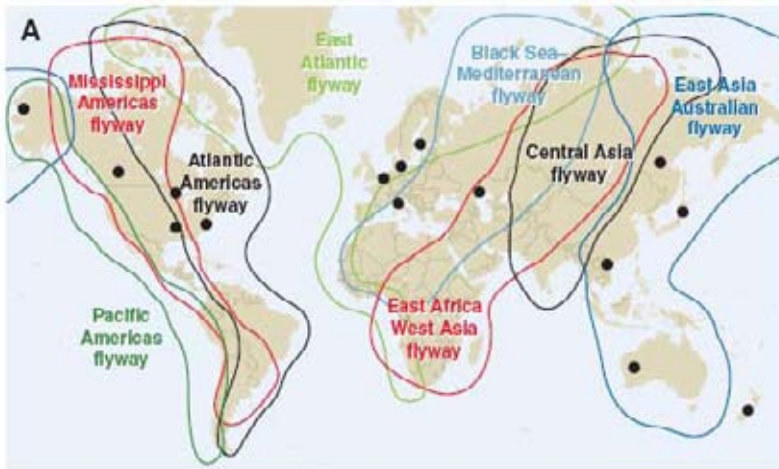 A
East
Atlantic
flyway
Black Sea–
Mediterranean
flyway
Mississippi
Americas
flyway
East Asia
Australian
flyway
Atlantic
Americas
flyway
Central Asia
flyway
Pacific
Americas
flyway
East Africa
West Asia
flyway